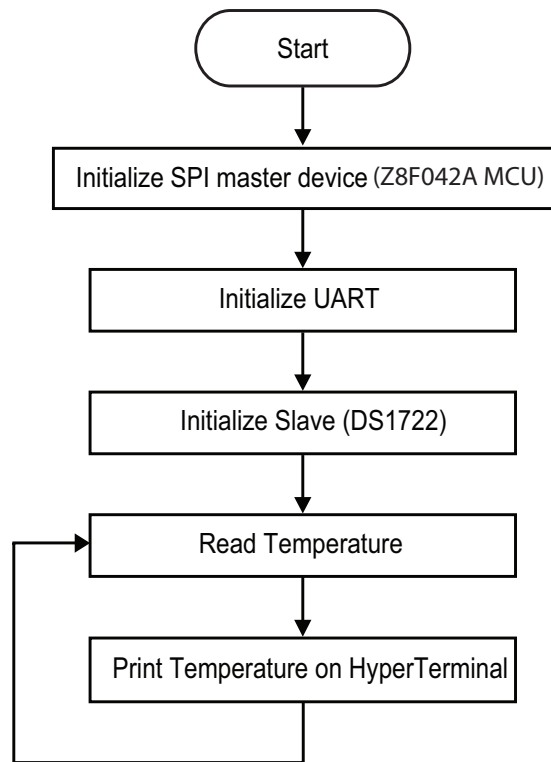 Start
Initialize SPI master device (Z8F042A MCU)
Initialize UART
Initialize Slave (DS1722)
Read Temperature
Print Temperature on HyperTerminal